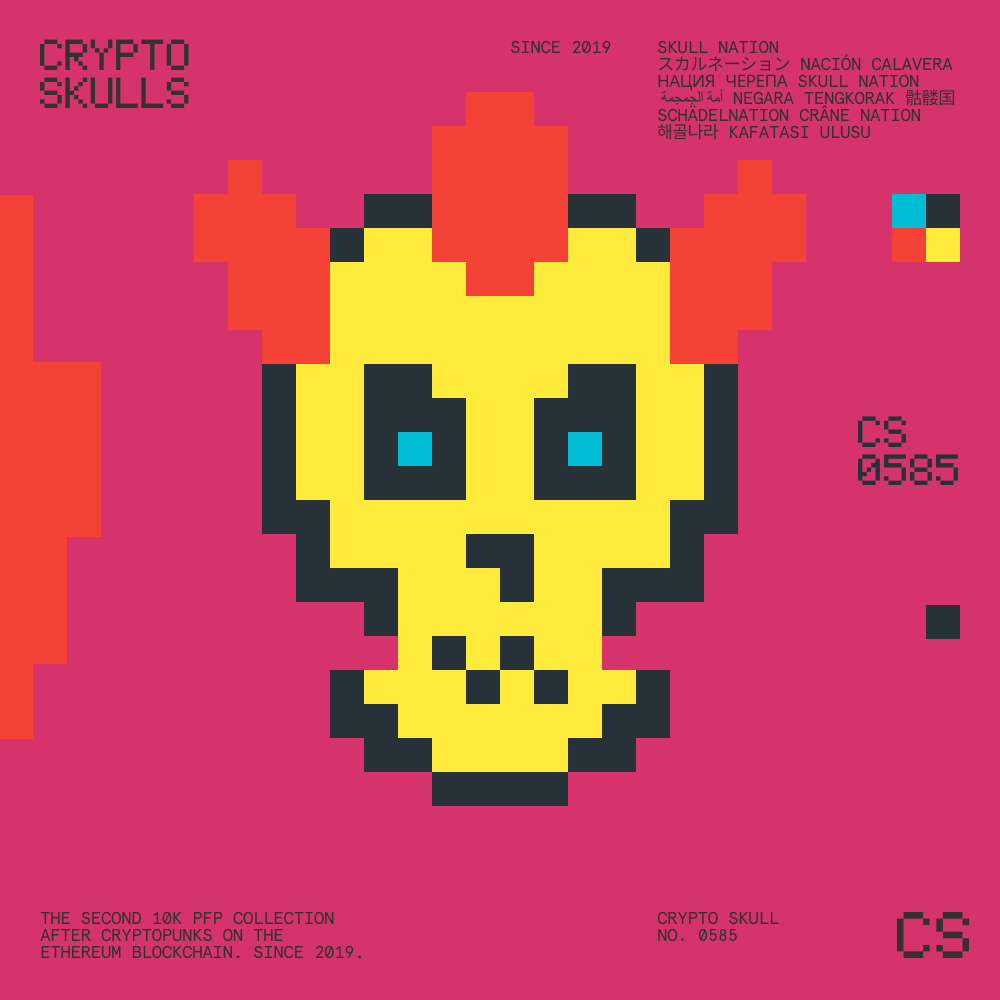 CRYPTO
SKULLS
SINCE 2019
SKULL NATION
スカルネーション NACIÓN CALAVERA
НАЦИЯ ЧЕРЕПА SKULL NATION
أمة الجمجمة NEGARA TENGKORAK 骷髅国
SCHÄDELNATION CRÂNE NATION
해골나라 KAFATASI ULUSU
CS
0585
THE SECOND 10K PFP COLLECTION
AFTER CRYPTOPUNKS ON THE
ETHEREUM BLOCKCHAIN. SINCE 2019.
CRYPTO SKULL
NO. 0585
CS